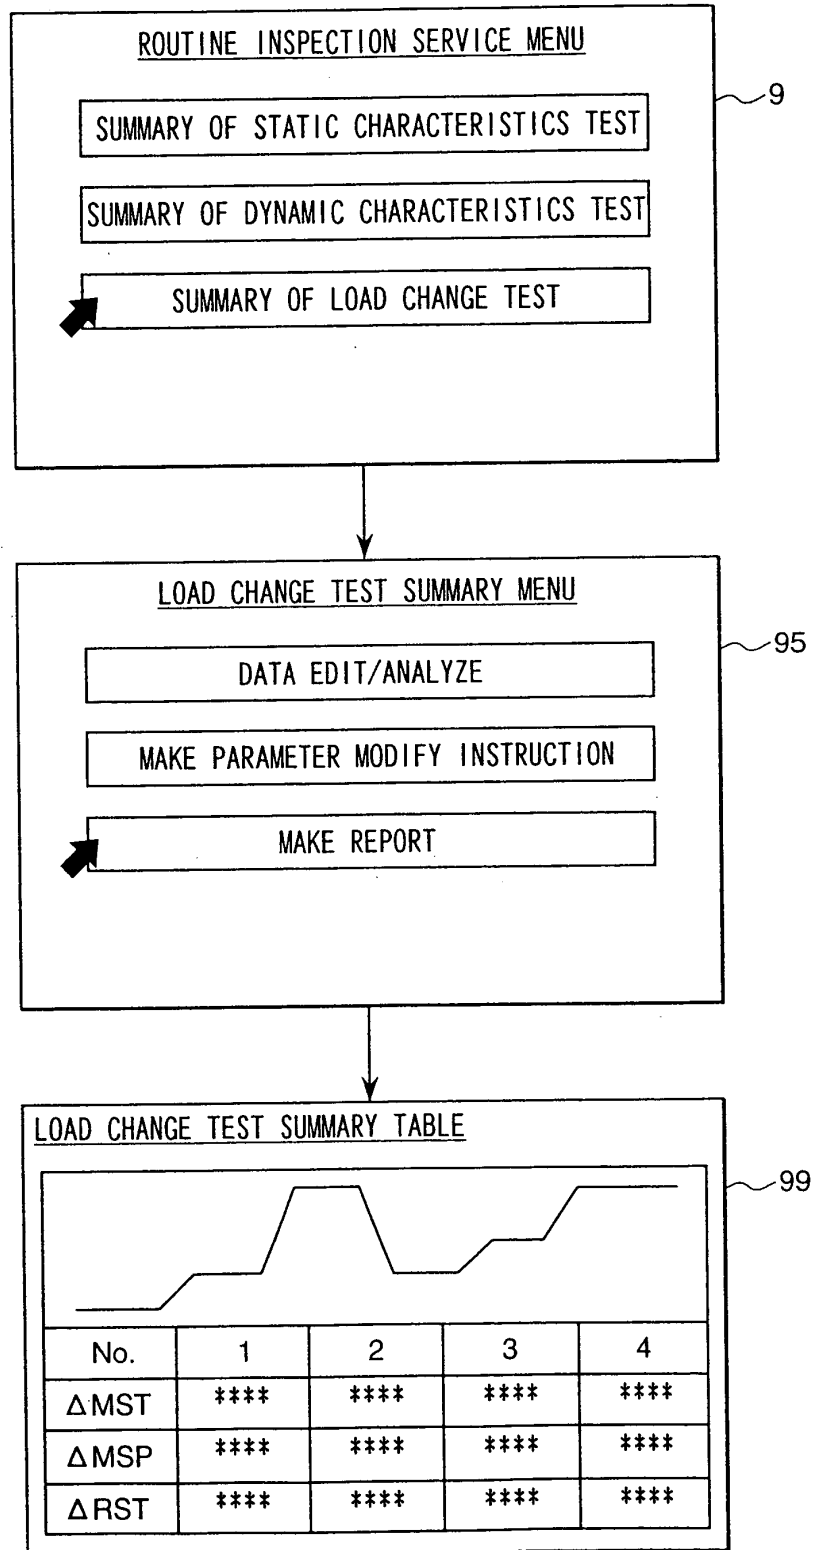 ROUTINE INSPECTION SERVICE MENU
SUMMARY OF STATIC CHARACTERISTICS TEST
9
SUMMARY OF DYNAMIC CHARACTERISTICS TEST
SUMMARY OF LOAD CHANGE TEST
LOAD CHANGE TEST SUMMARY MENU
95
DATA EDIT/ANALYZE
MAKE PARAMETER MODIFY INSTRUCTION
MAKE REPORT
LOAD CHANGE TEST SUMMARY TABLE
99
No. 1 2 3 4
ΔMST **** **** **** ****
ΔMSP **** **** **** ****
ΔRST **** **** **** ****